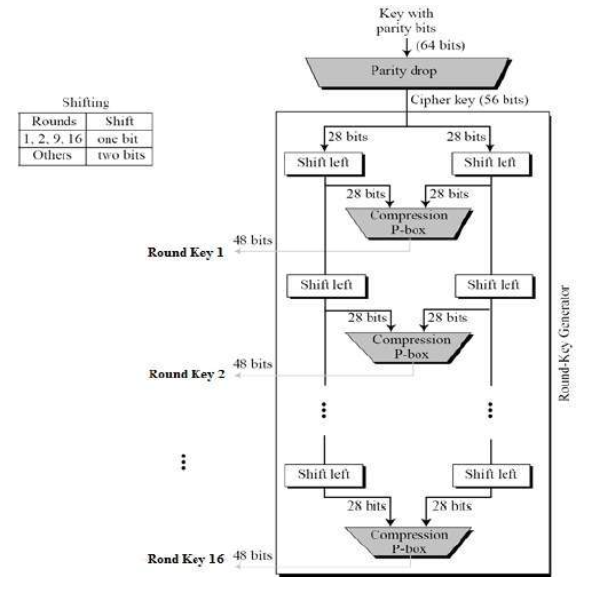 Key with
parity bits
(64 bits)
Parity drop
Cipher key (56 bits)
Shifting
Rounds Shift
1, 2, 9, 16 one bit
Others two bits
28 bits 28 bits
Shift left Shift left
28 bits 28 bits
Compression
P-box
48 bits
Round Key 1
Shift left Shift left
28 bits 28 bits
Compression
P-box
48 bits
Round Key 2
Round-Key Generator
Shift left Shift left
28 bits 28 bits
Compression
P-box
48 bits
Rond Key 16